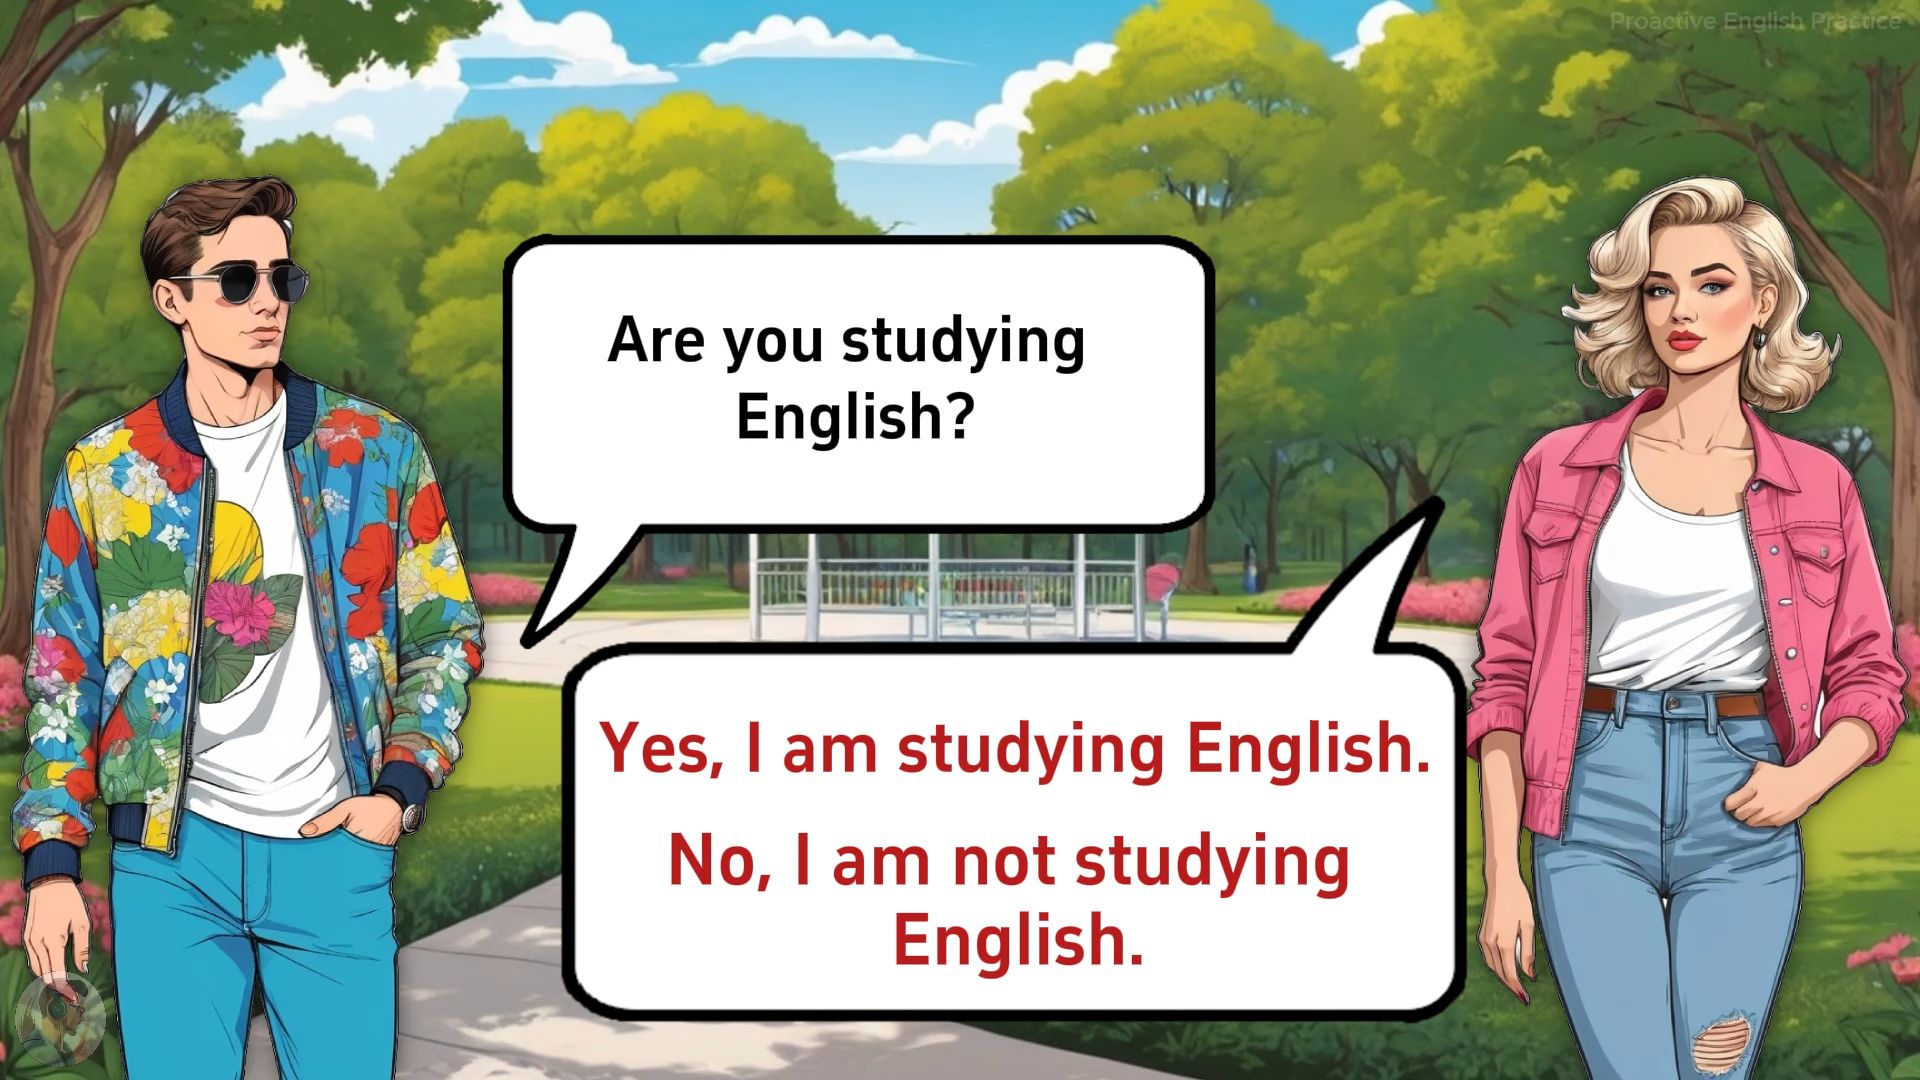 Proactive English Practice
Are you studying
English?
Yes, I am studying English.
No, I am not studying
English.